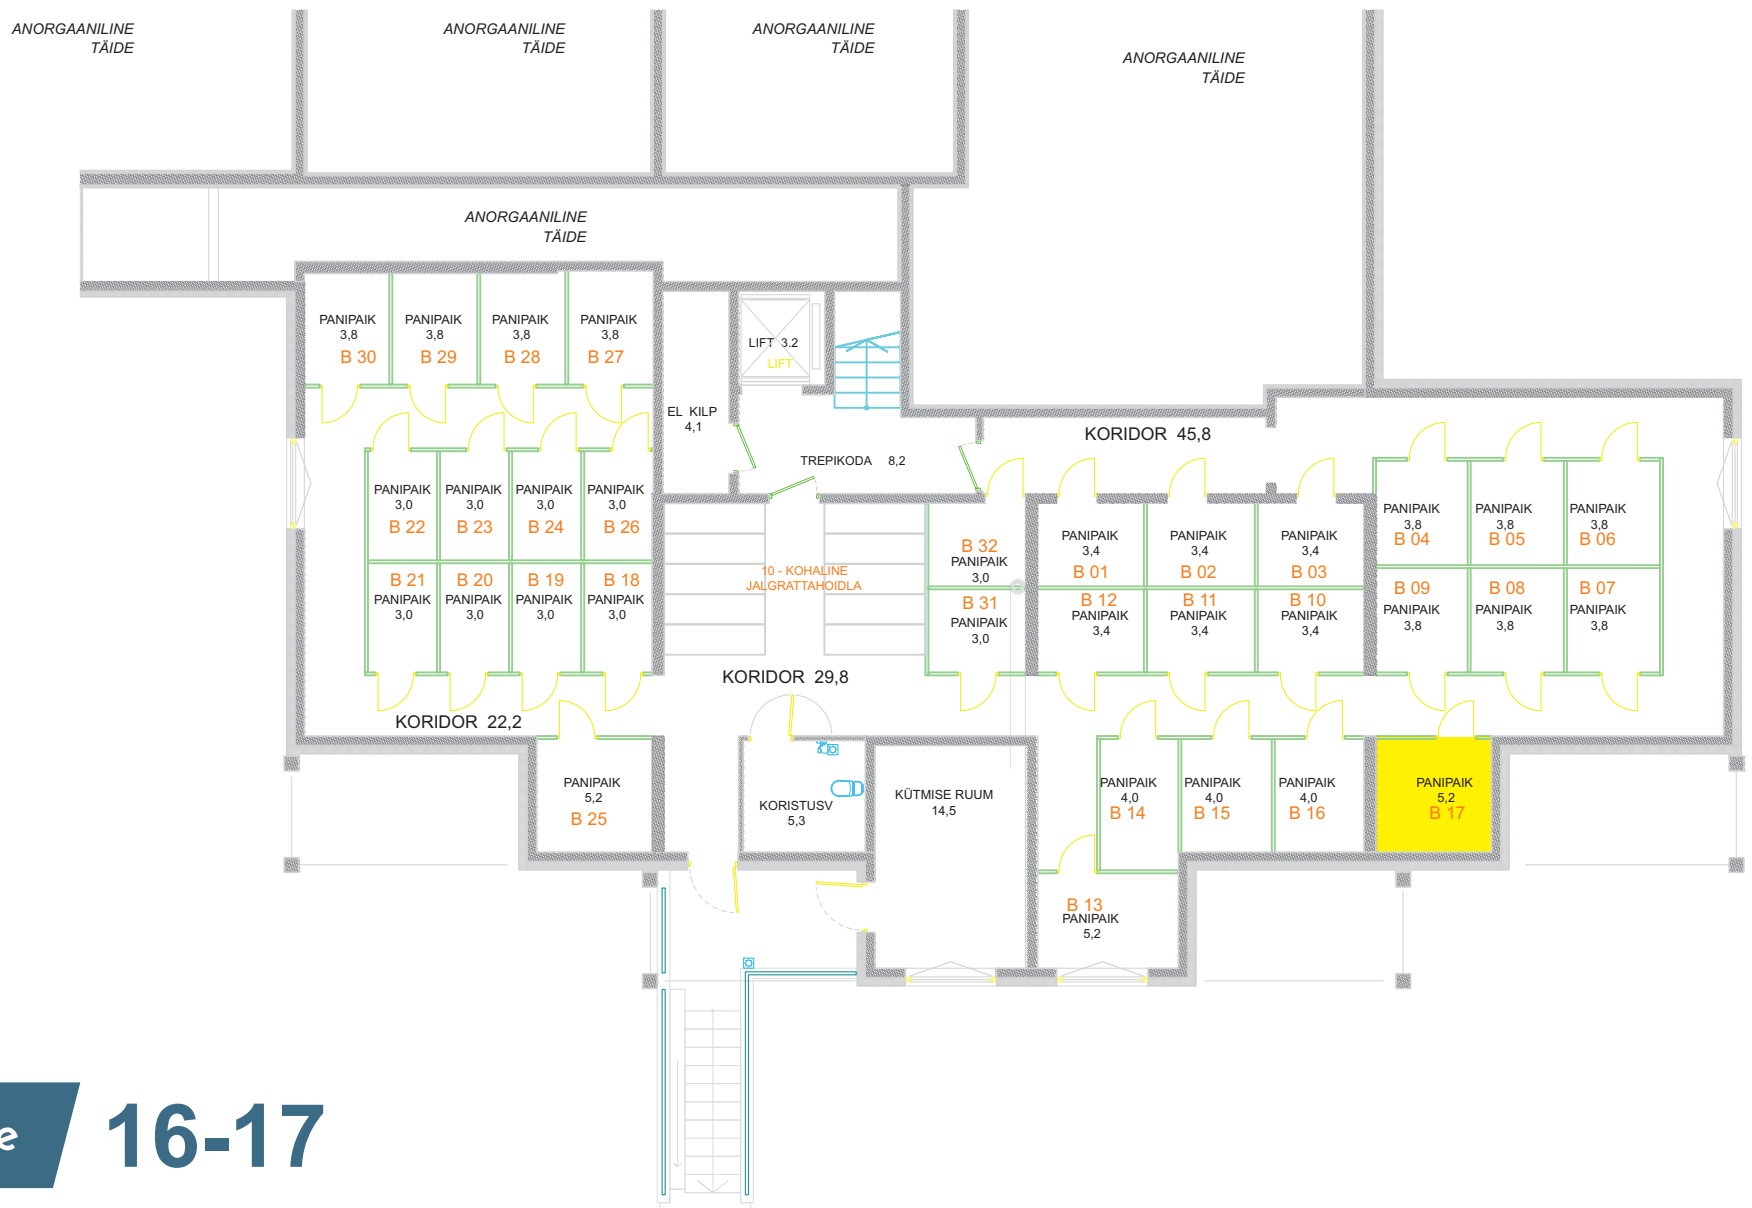 ANORGAANILINE
TÄIDE
ANORGAANILINE
TÄIDE
ANORGAANILINE
TÄIDE
ANORGAANILINE
TÄIDE
ANORGAANILINE
TÄIDE
PANIPAIK
3,8
B 30
PANIPAIK
3,8
B 29
PANIPAIK
3,8
B 28
PANIPAIK
3,8
B 27
LIFT 3.2
LIFT
EL KILP
4,1
TREPIKODA 8,2
KORIDOR 45,8
PANIPAIK
3,0
B 22
PANIPAIK
3,0
B 23
PANIPAIK
3,0
B 24
PANIPAIK
3,0
B 26
B 21
PANIPAIK
3,0
B 20
PANIPAIK
3,0
B 19
PANIPAIK
3,0
B 18
PANIPAIK
3,0
10 - KOHALINE
JALGRATTAHOIDLA
B 32
PANIPAIK
3,0
B 31
PANIPAIK
3,0
PANIPAIK
3,4
B 01
PANIPAIK
3,4
B 02
PANIPAIK
3,4
B 03
PANIPAIK
3,8
B 04
PANIPAIK
3,8
B 05
PANIPAIK
3,8
B 06
B 12
PANIPAIK
3,4
B 11
PANIPAIK
3,4
B 10
PANIPAIK
3,4
B 09
PANIPAIK
3,8
B 08
PANIPAIK
3,8
B 07
PANIPAIK
3,8
KORIDOR 29,8
KORIDOR 22,2
PANIPAIK
5,2
B 25
KORISTUSV
5,3
KÜTMISE RUUM
14,5
PANIPAIK
4,0
B 14
PANIPAIK
4,0
B 15
PANIPAIK
4,0
B 16
PANIPAIK
5,2
B 17
B 13
PANIPAIK
5,2
e
16-17